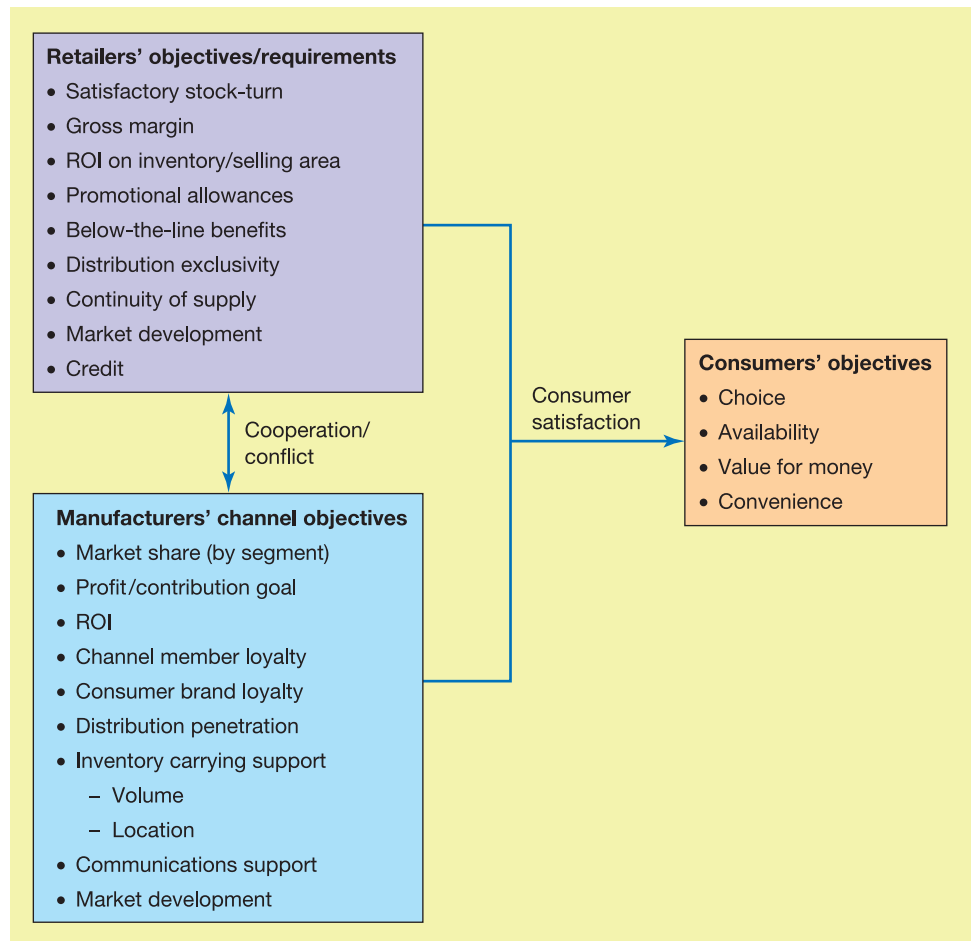 Retailers’ objectives/requirements
• Satisfactory stock-turn
• Gross margin
• ROI on inventory/selling area
• Promotional allowances
• Below-the-line benefits
• Distribution exclusivity
• Continuity of supply
• Market development
• Credit
Cooperation/
conflict
Manufacturers’ channel objectives
• Market share (by segment)
• Profit/contribution goal
• ROI
• Channel member loyalty
• Consumer brand loyalty
• Distribution penetration
• Inventory carrying support
– Volume
– Location
• Communications support
• Market development
Consumer
satisfaction
Consumers’ objectives
• Choice
• Availability
• Value for money
• Convenience